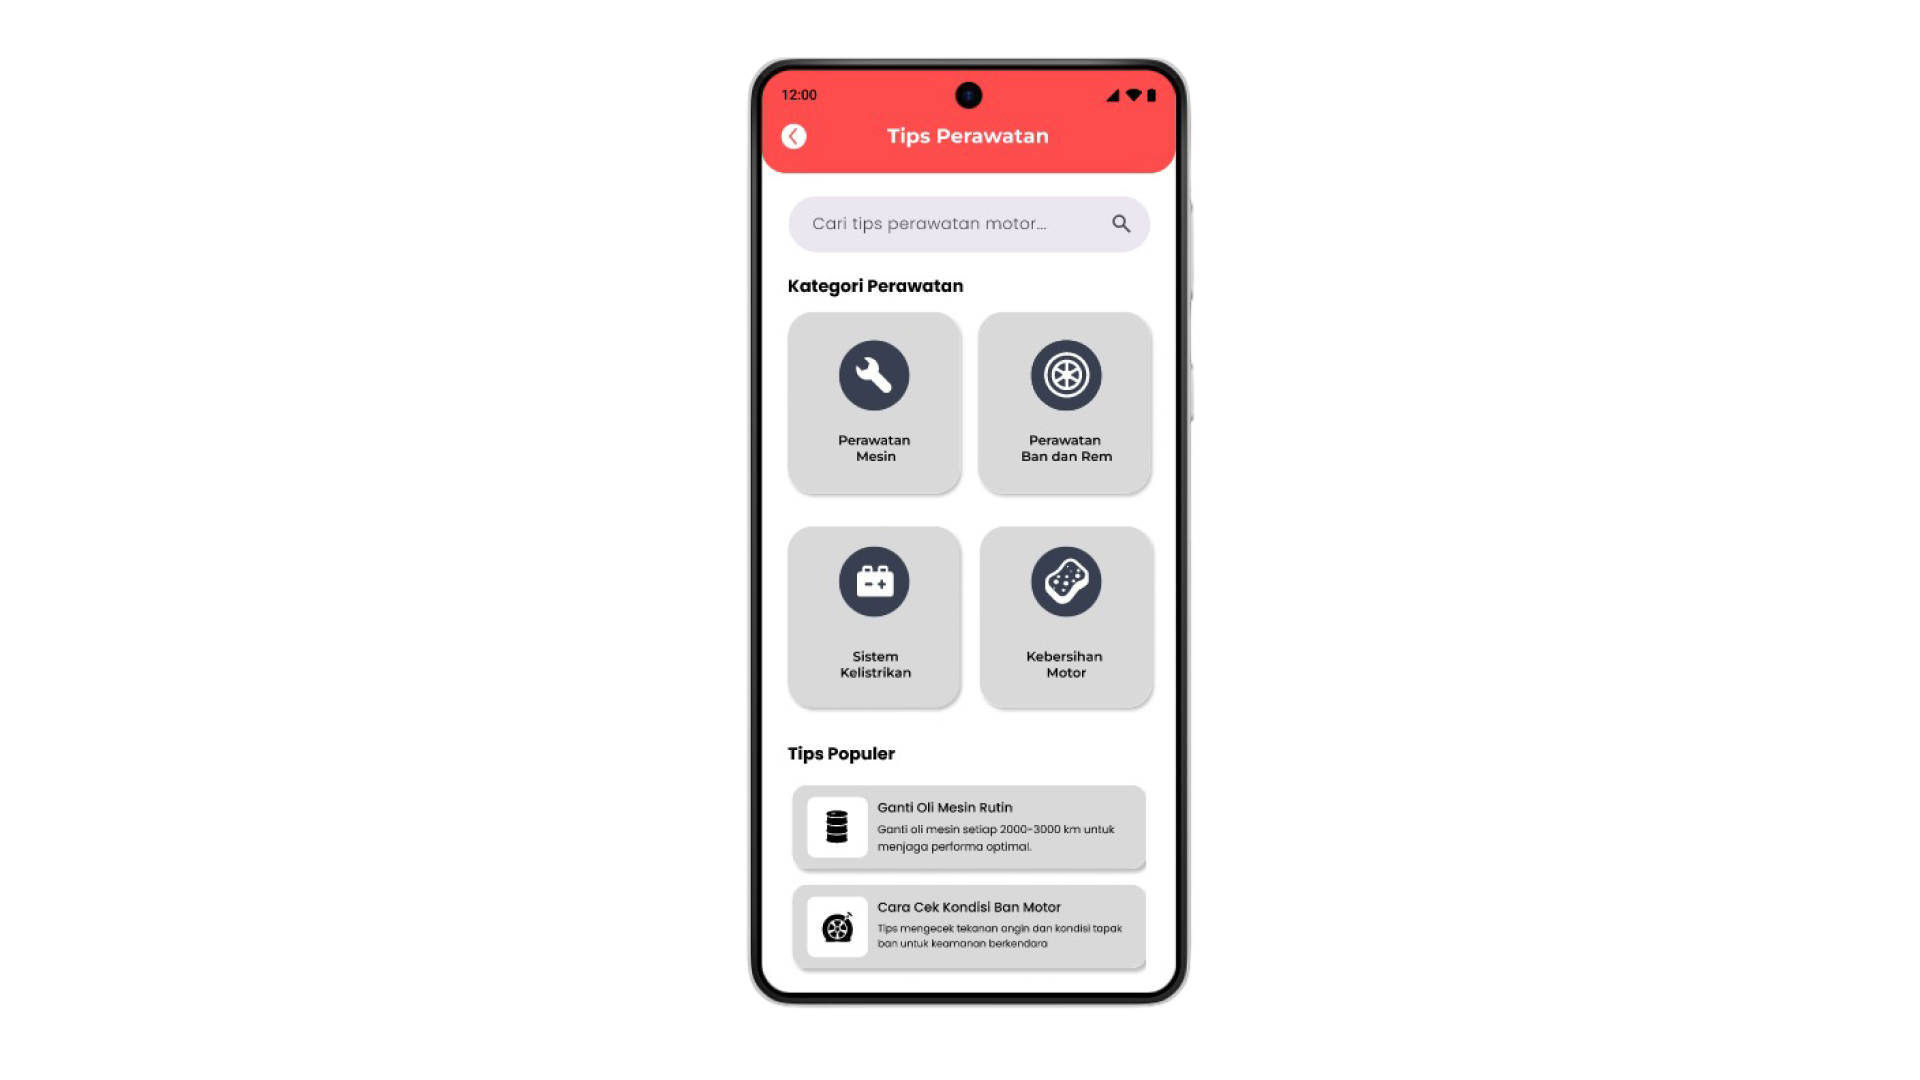 12:00
Tips Perawatan
Cari tips perawatan motor...
Kategori Perawatan
Perawatan
Mesin
Perawatan
Ban dan Rem
Sistem
Kelistrikan
Kebersihan
Motor
Tips Populer
Ganti Oli Mesin Rutin
Ganti oli mesin setiap 2000-3000 km untuk
menjaga performa optimal.
Cara Cek Kondisi Ban Motor
Tips mengecek tekanan angin dan kondisi tapak
ban untuk keamanan berkendara